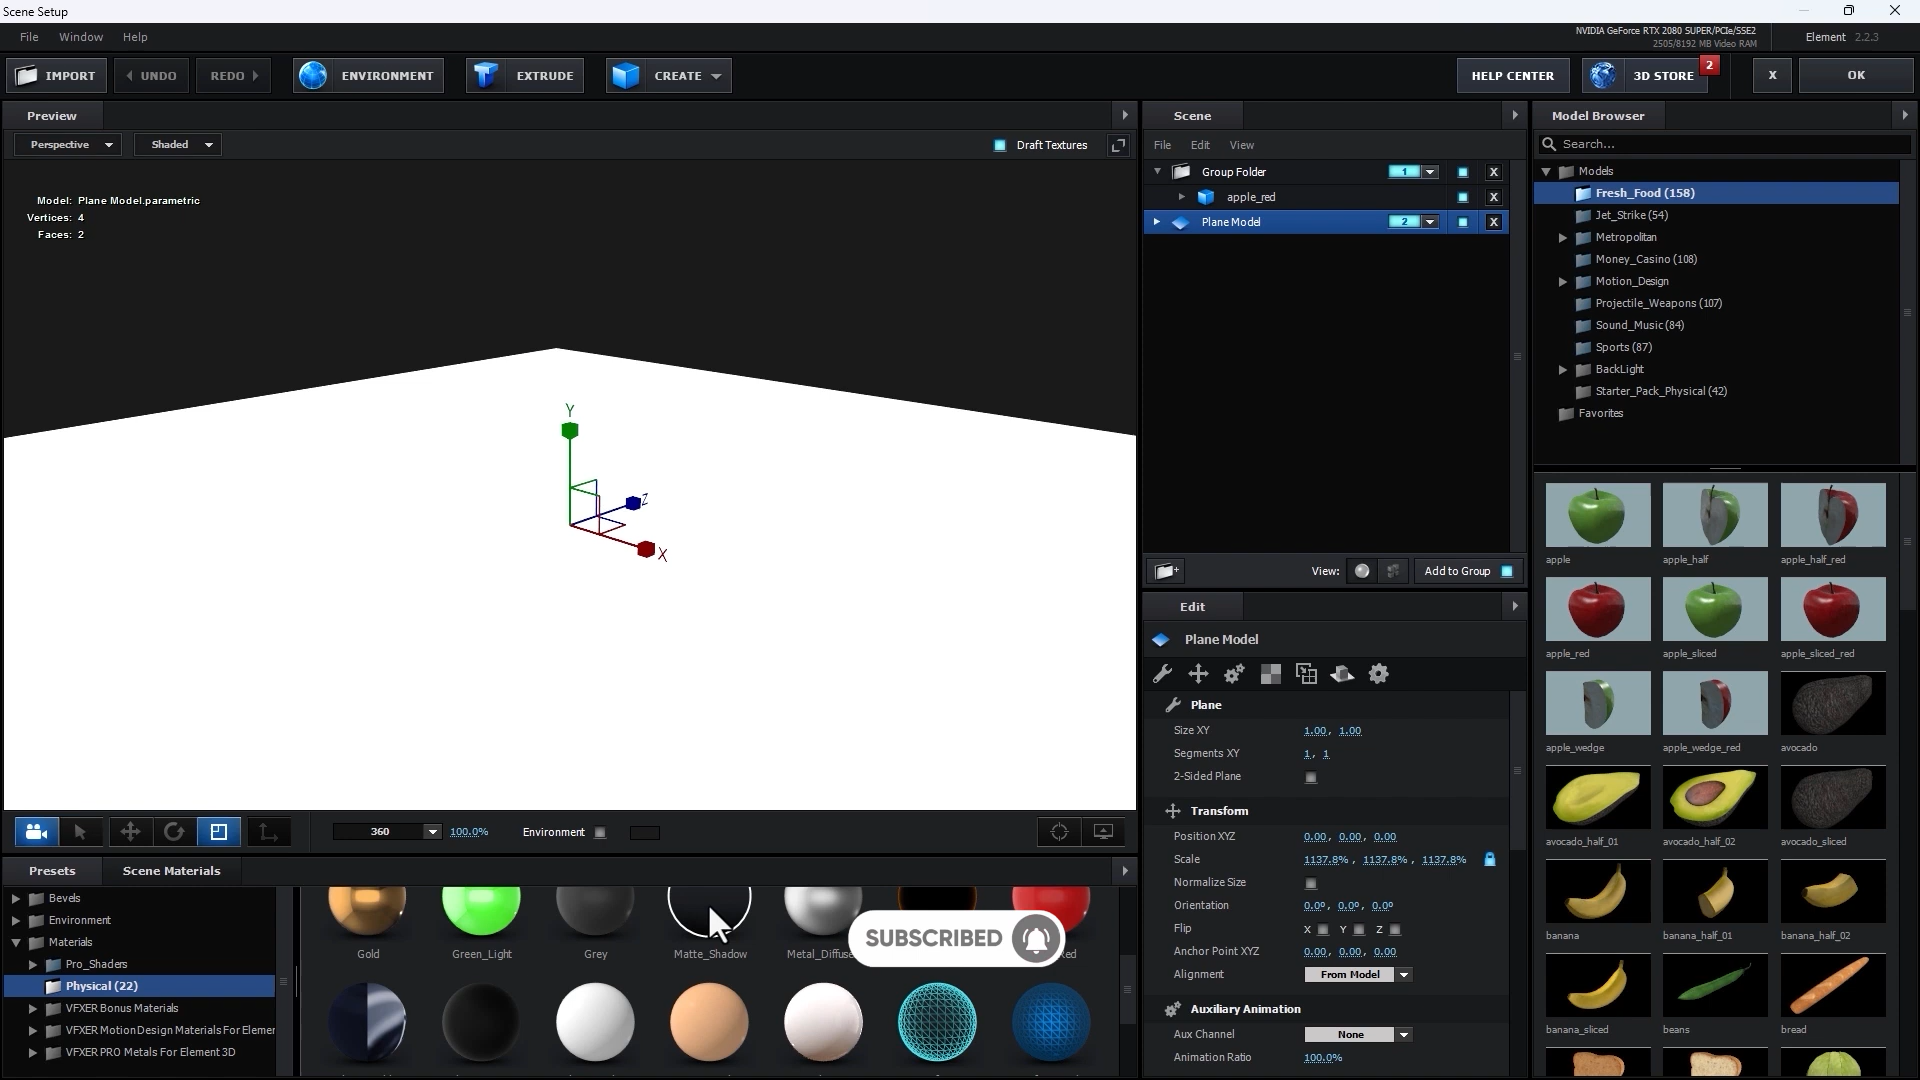 Scene Setup
File Window Help
NVIDIA GeForce RTX 2080 SUPER/PCIe/SSE2
2505/8192 MB Video RAM
Element 2.2.3
IMPORT UNDO REDO ENVIRONMENT EXTRUDE CREATE HELP CENTER 3D STORE 2 X OK
Preview
Perspective Shaded Draft Textures
Model: Plane Model.parametric
Vertices: 4
Faces: 2
Y
Z
X
360 100.0% Environment
Presets Scene Materials
Bevels
Environment
Materials
Pro_Shaders
Physical (22)
VFXER Bonus Materials
VFXER MotionDesign Materials For Elemer
VFXER PRO Metals For Element 3D
Gold Green_Light Grey Matte_Shadow Metal_Diffuse
SUBSCRIBED
Scene
File Edit View
Group Folder 1 X
apple_red X
Plane Model 2 X
View: Add to Group
Edit
Plane Model
Plane
Size XY 1.00, 1.00
Segments XY 1, 1
2-Sided Plane
Transform
Position XYZ 0.00, 0.00, 0.00
Scale 1137.8%, 1137.8%, 1137.8%
Normalize Size
Orientation 0.0º, 0.0º, 0.0º
Flip X Y Z
Anchor Point XYZ 0.00, 0.00, 0.00
Alignment From Model
Auxiliary Animation
Aux Channel None
Animation Ratio 100.0%
Model Browser
Search...
Models
Fresh_Food (158)
Jet_Strike (54)
Metropolitan
Money_Casino (108)
Motion_Design
Projectile_Weapons (107)
Sound_Music (84)
Sports (87)
BackLight
Starter_Pack_Physical (42)
Favorites
apple apple_half apple_half_red
apple_red apple_sliced apple_sliced_red
apple_wedge apple_wedge_red avocado
avocado_half_01 avocado_half_02 avocado_sliced
banana banana_half_01 banana_half_02
banana_sliced beans bread